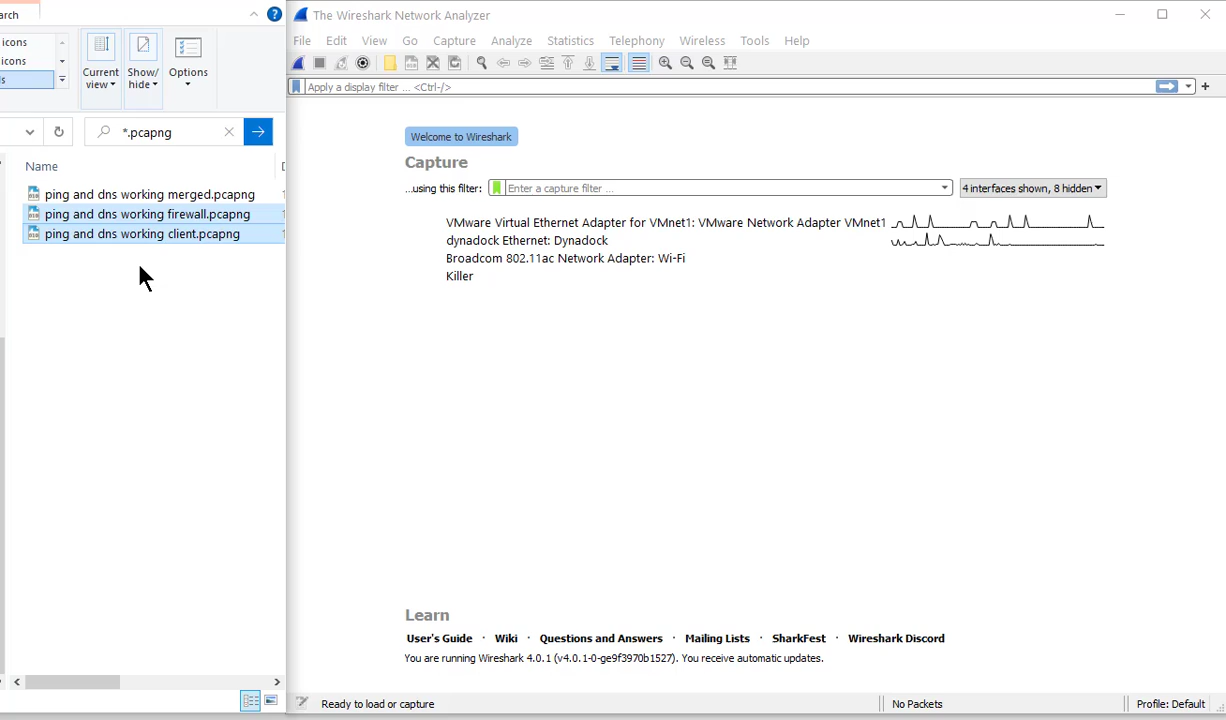 arch
The Wireshark Network Analyzer
File Edit View Go Capture Analyze Statistics Telephony Wireless Tools Help
icons
icons
ls
Current view
Show/ hide
Options
Apply a display filter ... <Ctrl-/>
*.pcapng
Name
ping and dns working merged.pcapng
ping and dns working firewall.pcapng
ping and dns working client.pcapng
Welcome to Wireshark
Capture
...using this filter: Enter a capture filter ... 4 interfaces shown, 8 hidden
VMware Virtual Ethernet Adapter for VMnet1: VMware Network Adapter VMnet1
dynadock Ethernet: Dynadock
Broadcom 802.11ac Network Adapter: Wi-Fi
Killer
Learn
User's Guide · Wiki · Questions and Answers · Mailing Lists · SharkFest · Wireshark Discord
You are running Wireshark 4.0.1 (v4.0.1-0-ge9f3970b1527). You receive automatic updates.
Ready to load or capture No Packets Profile: Default